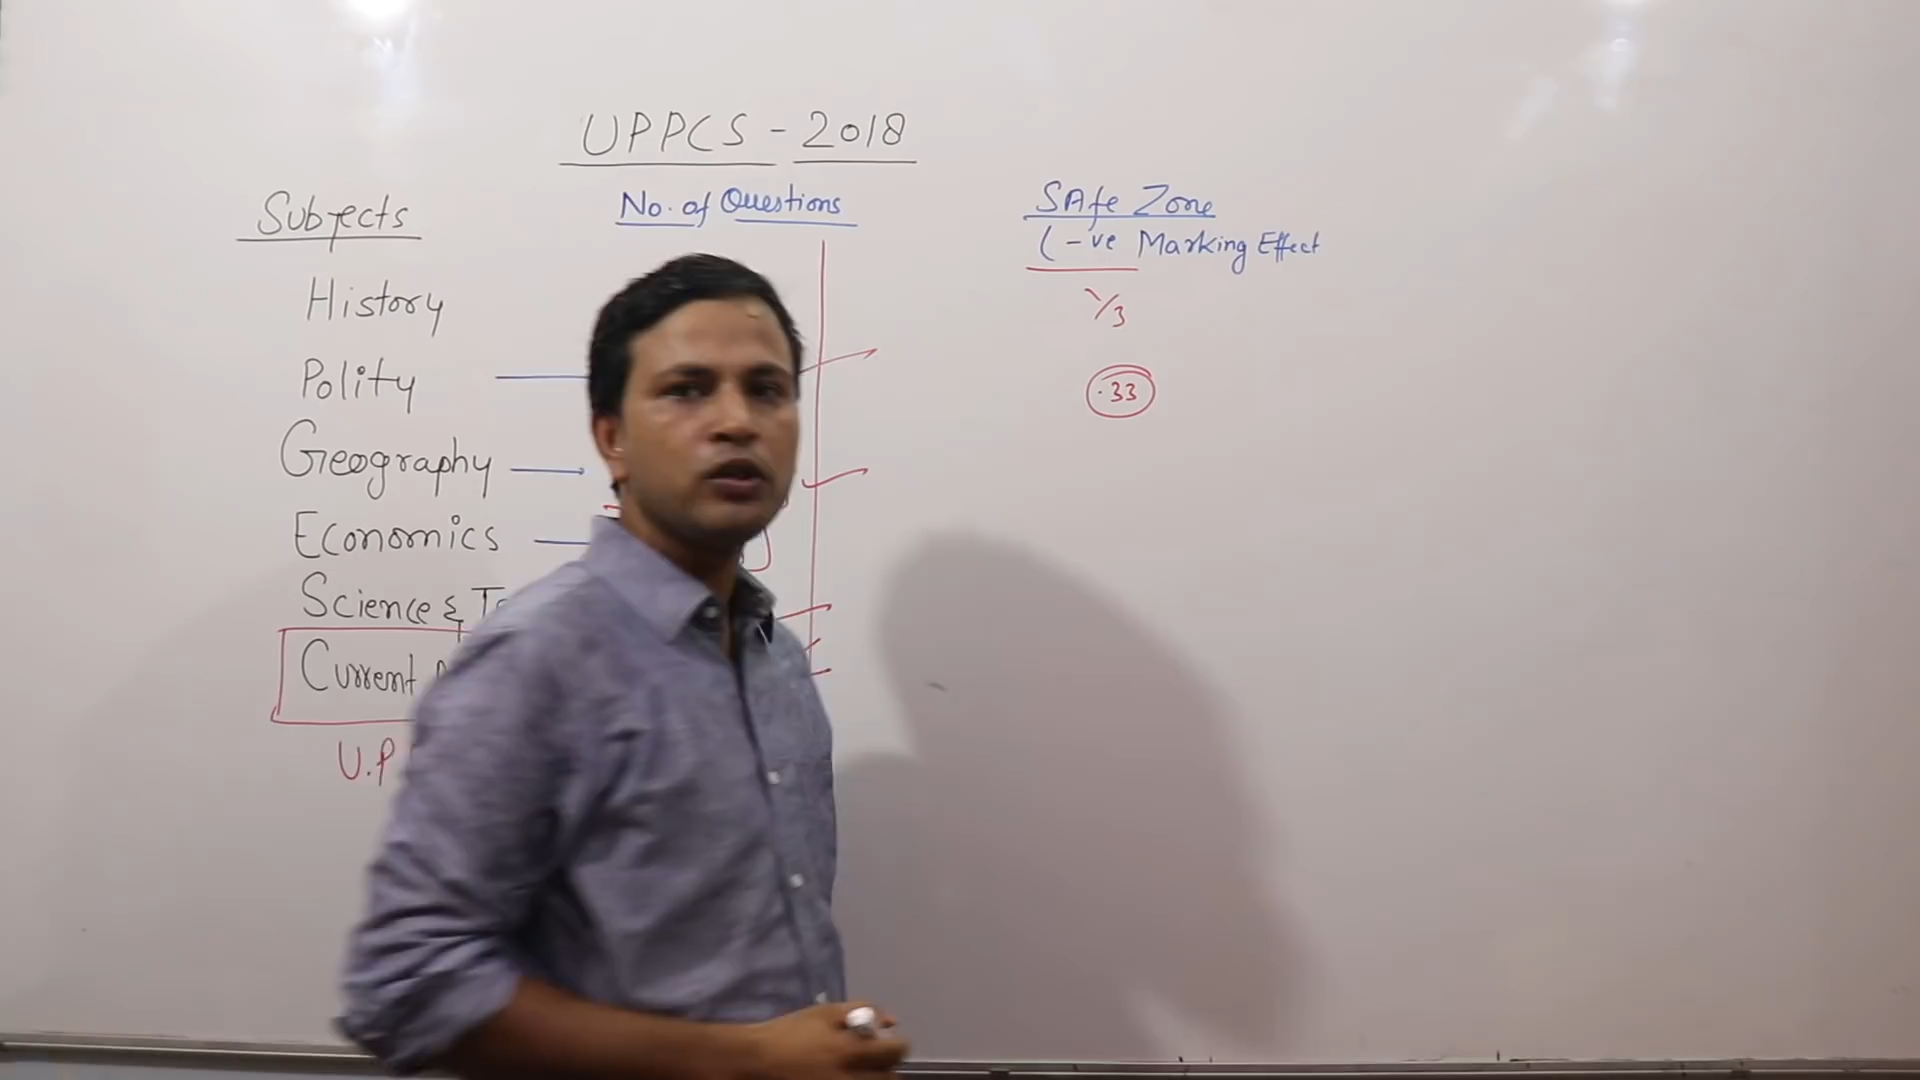 UPPCS - 2018
Subjects
No. of Questions
SAfe Zone
(-ve Marking Effect
History
1/3
Polity
.33
Geography
Economics
Science &
Current
U.P